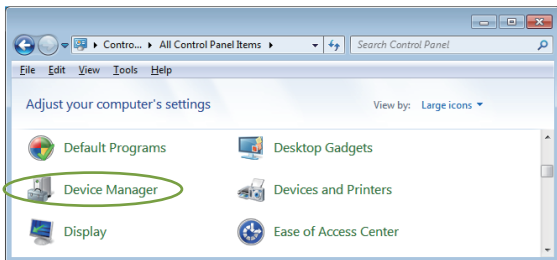 Contro... All Control Panel Items Search Control Panel
File Edit View Tools Help
Adjust your computer's settings View by: Large icons
Default Programs Desktop Gadgets
Device Manager Devices and Printers
Display Ease of Access Center